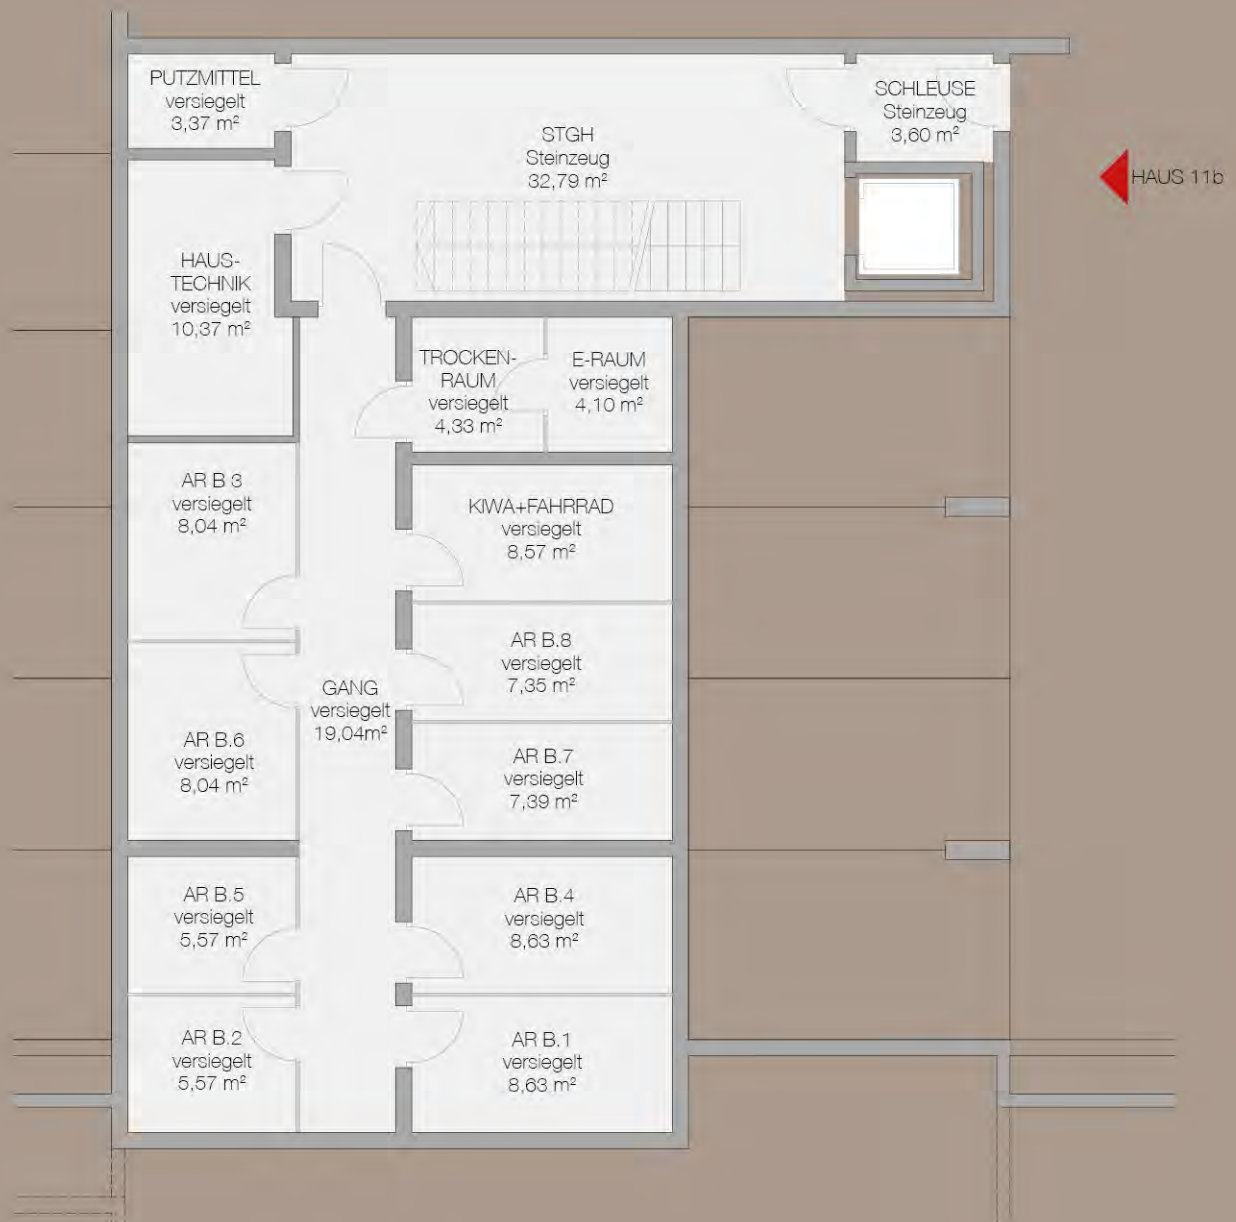 PUTZMITTEL
versiegelt
3,37 m²
SCHLEUSE
Steinzeug
3,60 m²
STGH
Steinzeug
32,79 m²
HAUS 11b
HAUS-
TECHNIK
versiegelt
10,37 m²
TROCKEN-
RAUM
versiegelt
4,33 m²
E-RAUM
versiegelt
4,10 m²
AR B 3
versiegelt
8,04 m²
KIWA+FAHRRAD
versiegelt
8,57 m²
AR B.8
versiegelt
7,35 m²
GANG
versiegelt
19,04m²
AR B.6
versiegelt
8,04 m²
AR B.7
versiegelt
7,39 m²
AR B.5
versiegelt
5,57 m²
AR B.4
versiegelt
8,63 m²
AR B.2
versiegelt
5,57 m²
AR B.1
versiegelt
8,63 m²